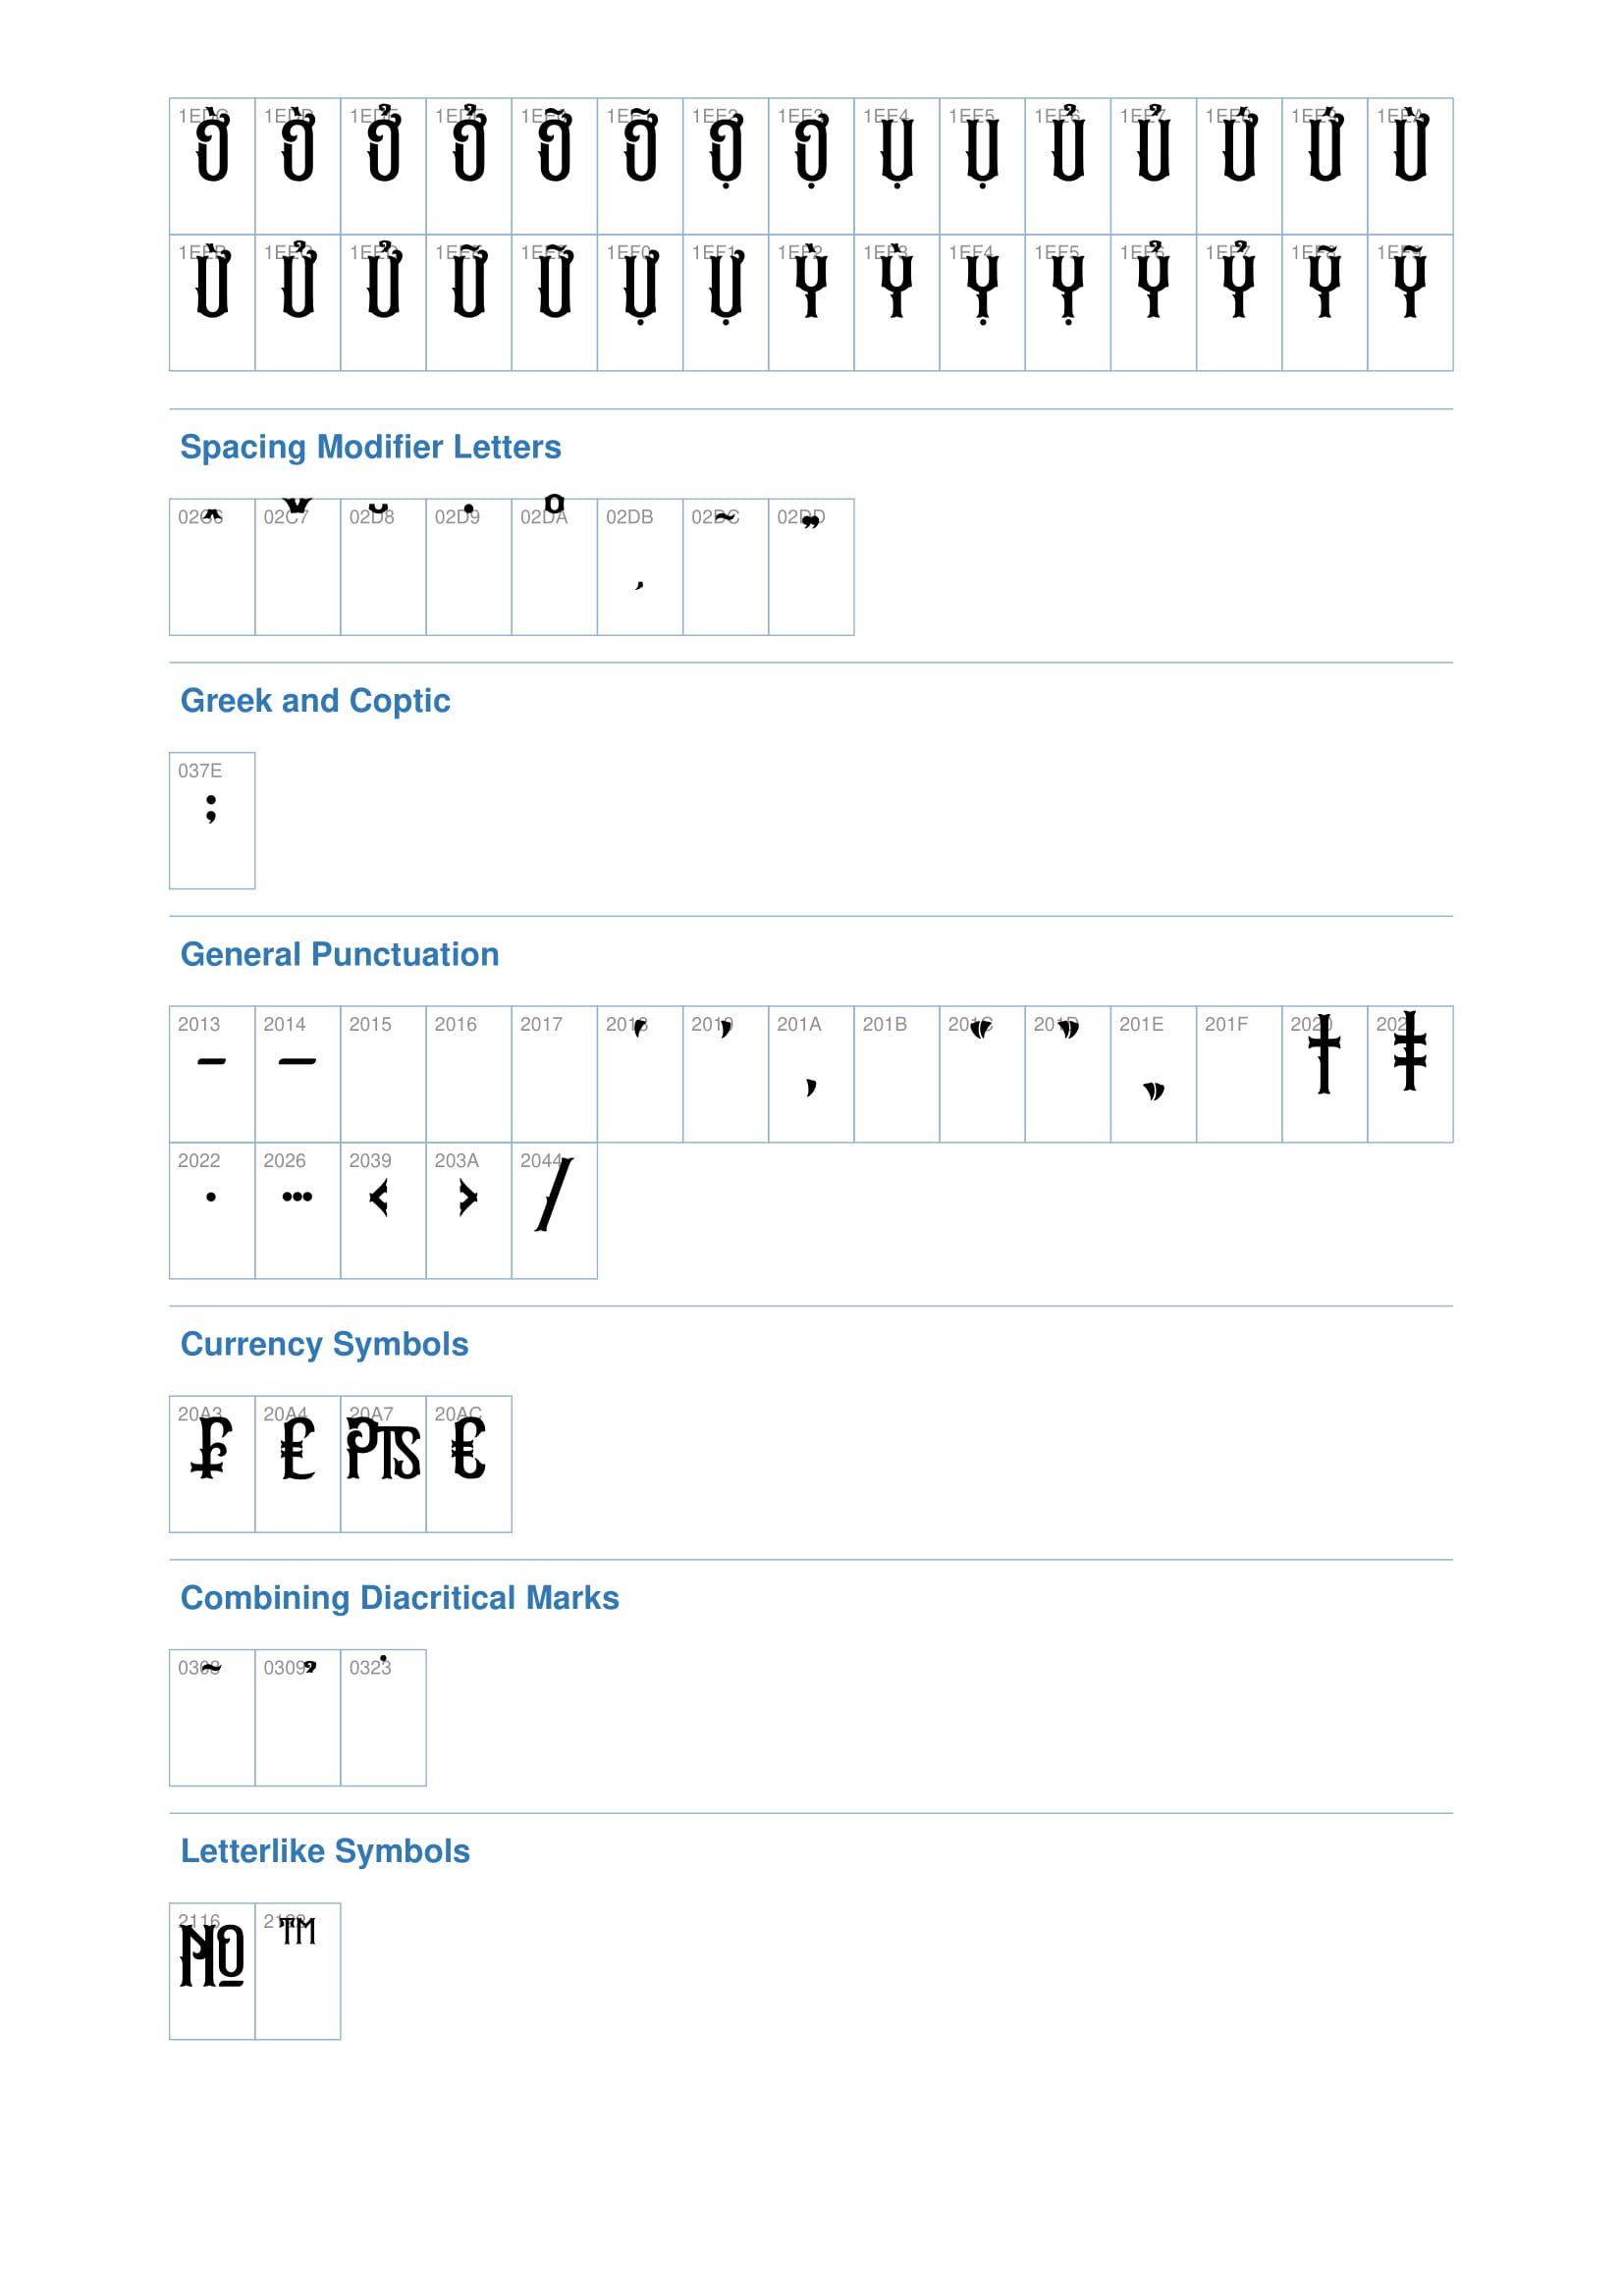 1EDC 1EDD 1EDE 1EDF 1EE0 1EE1 1EE2 1EE3 1EE4 1EE5 1EE6 1EE7 1EE8 1EE9 1EEA
Ờ ờ Ở ở Ỡ ỡ Ợ ợ Ụ ụ Ủ ủ Ứ ứ Ừ
1EEB 1EEC 1EED 1EEE 1EEF 1EF0 1EF1 1EF2 1EF3 1EF4 1EF5 1EF6 1EF7 1EF8 1EF9
ừ Ử ử Ữ ữ Ự ự Ỳ ỳ Ỵ ỵ Ỷ ỷ Ỹ ỹ
Spacing Modifier Letters
02C6 02C7 02D8 02D9 02DA 02DB 02DC 02DD
ˆ ˇ ˘ ˙ ˚ ˛ ˜ ˝
Greek and Coptic
037E
;
General Punctuation
2013 2014 2015 2016 2017 2018 2019 201A 201B 201C 201D 201E 201F 2020 2021
– — ‘ ’ ‚ “ ” „ † ‡
2022 2026 2039 203A 2044
• … ‹ › ⁄
Currency Symbols
20A3 20A4 20A7 20AC
₣ ₤ ₧ €
Combining Diacritical Marks
0303 0309 0323
̃ ̉ ̣
Letterlike Symbols
2116 2122
№ ™